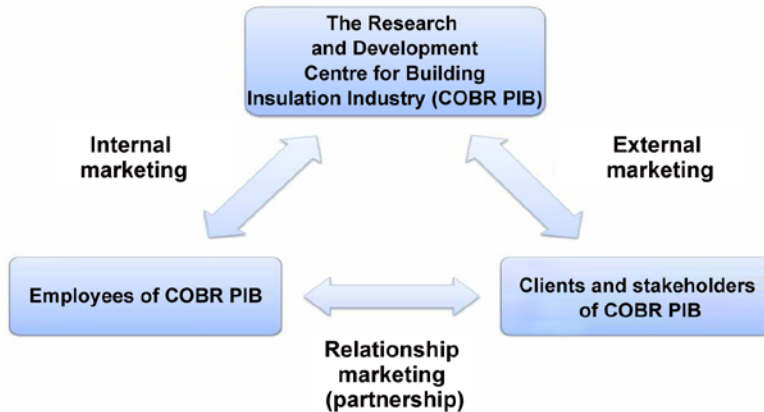 The Research
and Development
Centre for Building
Insulation Industry (COBR PIB)
Internal
marketing
External
marketing
Employees of COBR PIB
Clients and stakeholders
of COBR PIB
Relationship
marketing
(partnership)